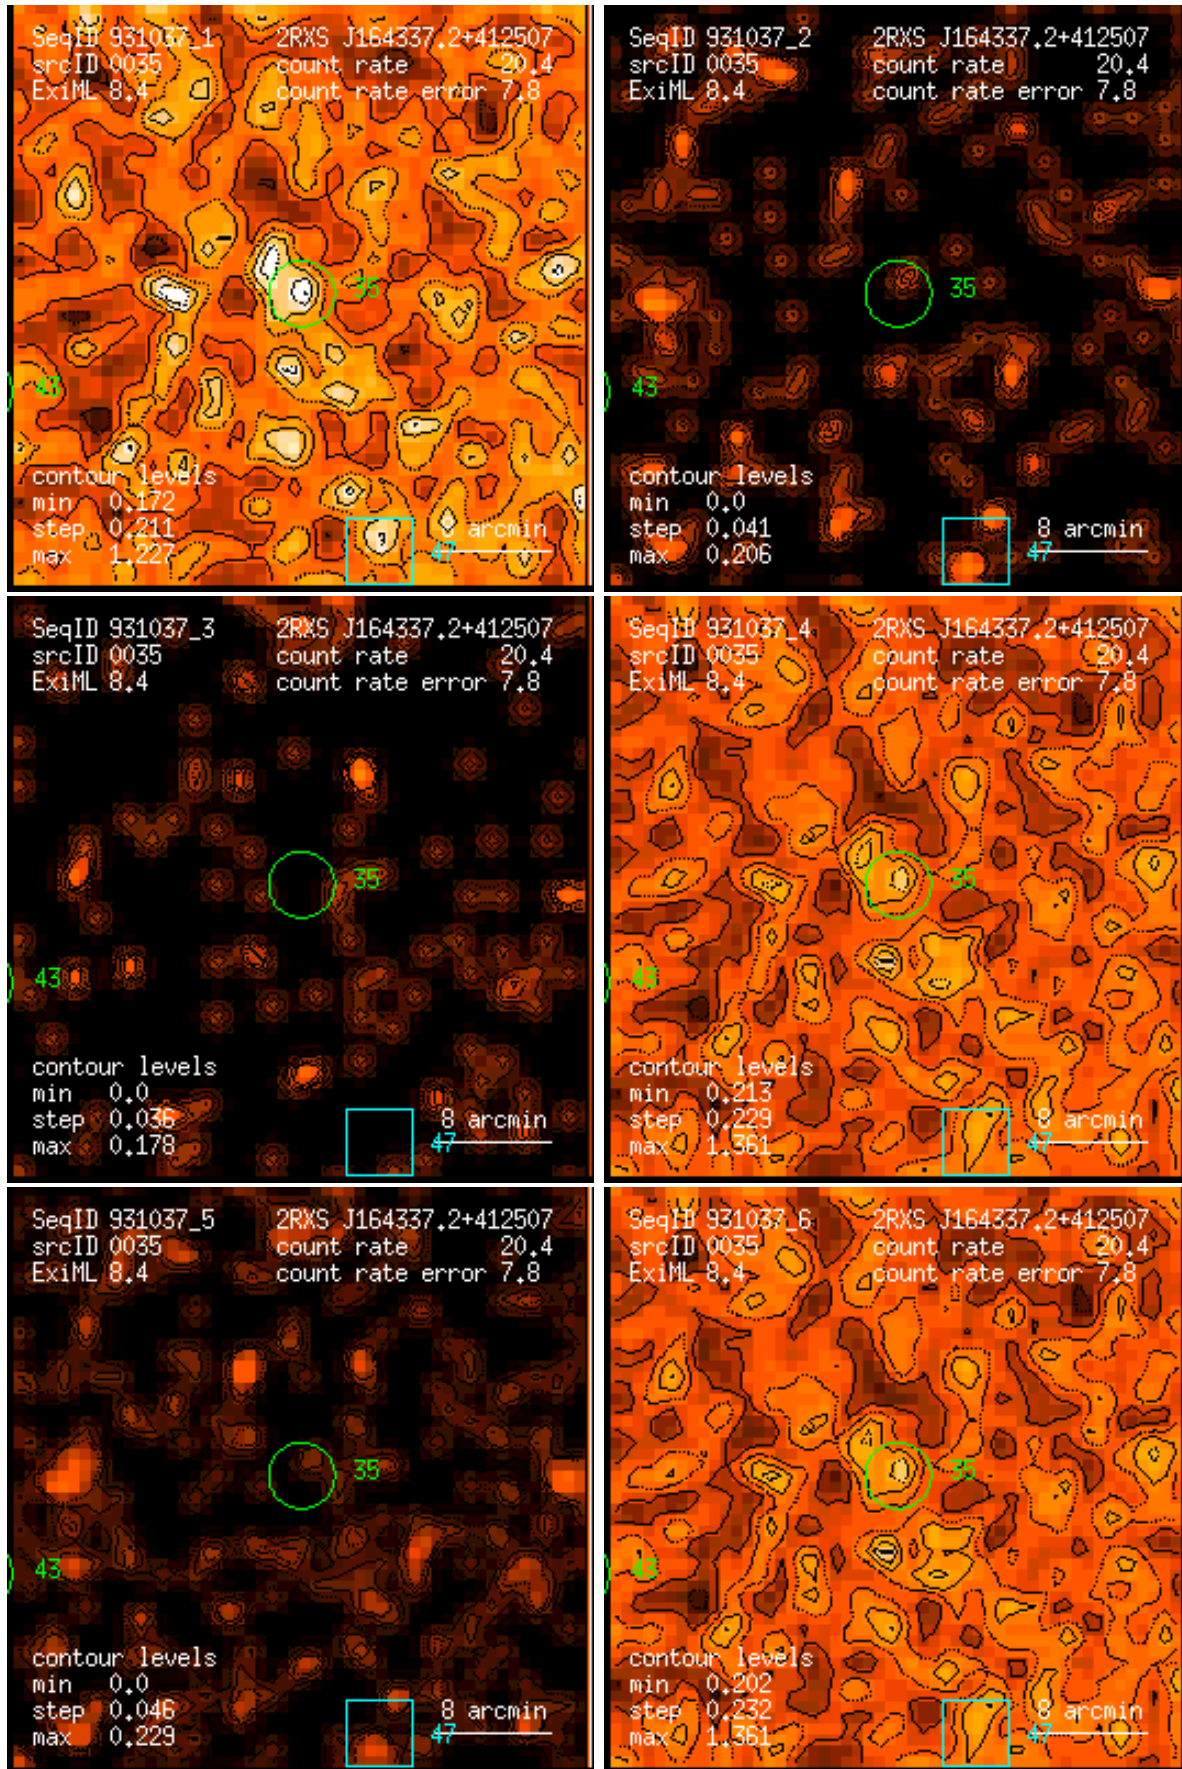 SeqID 931037_1 2RXS J164337.2+412507
srcID 0035 count rate 20.4
ExiML 8.4 count rate error 7.8
35
43
contour levels
min 0.172
step 0.211 8 arcmin
max 1.227 47
SeqID 931037_2 2RXS J164337.2+412507
srcID 0035 count rate 20.4
ExiML 8.4 count rate error 7.8
35
43
contour levels
min 0.0
step 0.041 8 arcmin
max 0.206 47
SeqID 931037_3 2RXS J164337.2+412507
srcID 0035 count rate 20.4
ExiML 8.4 count rate error 7.8
35
43
contour levels
min 0.0
step 0.036 8 arcmin
max 0.178 47
SeqID 931037_4 2RXS J164337.2+412507
srcID 0035 count rate 20.4
ExiML 8.4 count rate error 7.8
35
43
contour levels
min 0.213
step 0.229 8 arcmin
max 1.361 47
SeqID 931037_5 2RXS J164337.2+412507
srcID 0035 count rate 20.4
ExiML 8.4 count rate error 7.8
35
43
contour levels
min 0.0
step 0.046 8 arcmin
max 0.229 47
SeqID 931037_6 2RXS J164337.2+412507
srcID 0035 count rate 20.4
ExiML 8.4 count rate error 7.8
35
43
contour levels
min 0.202
step 0.232 8 arcmin
max 1.361 47